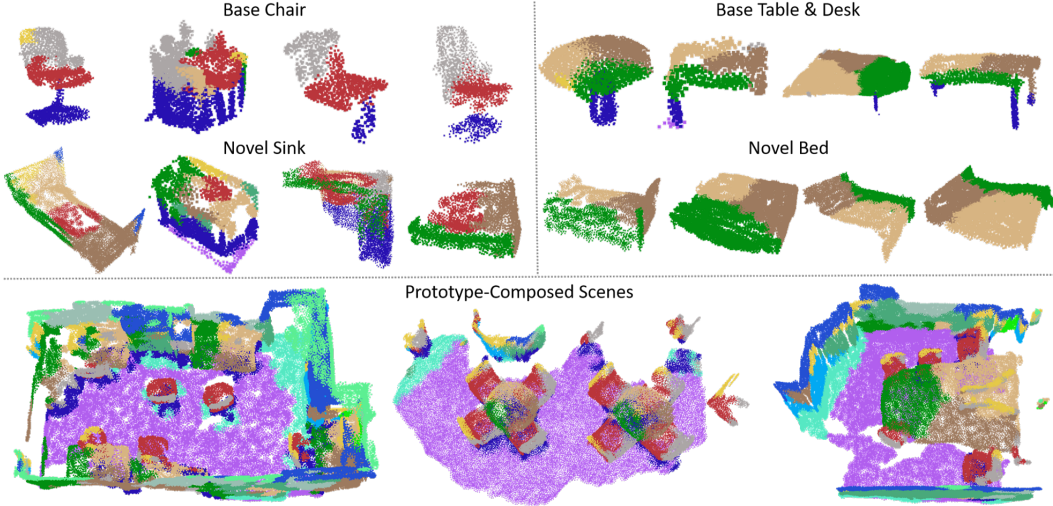 Base Chair
Base Table & Desk
Novel Sink
Novel Bed
Prototype-Composed Scenes